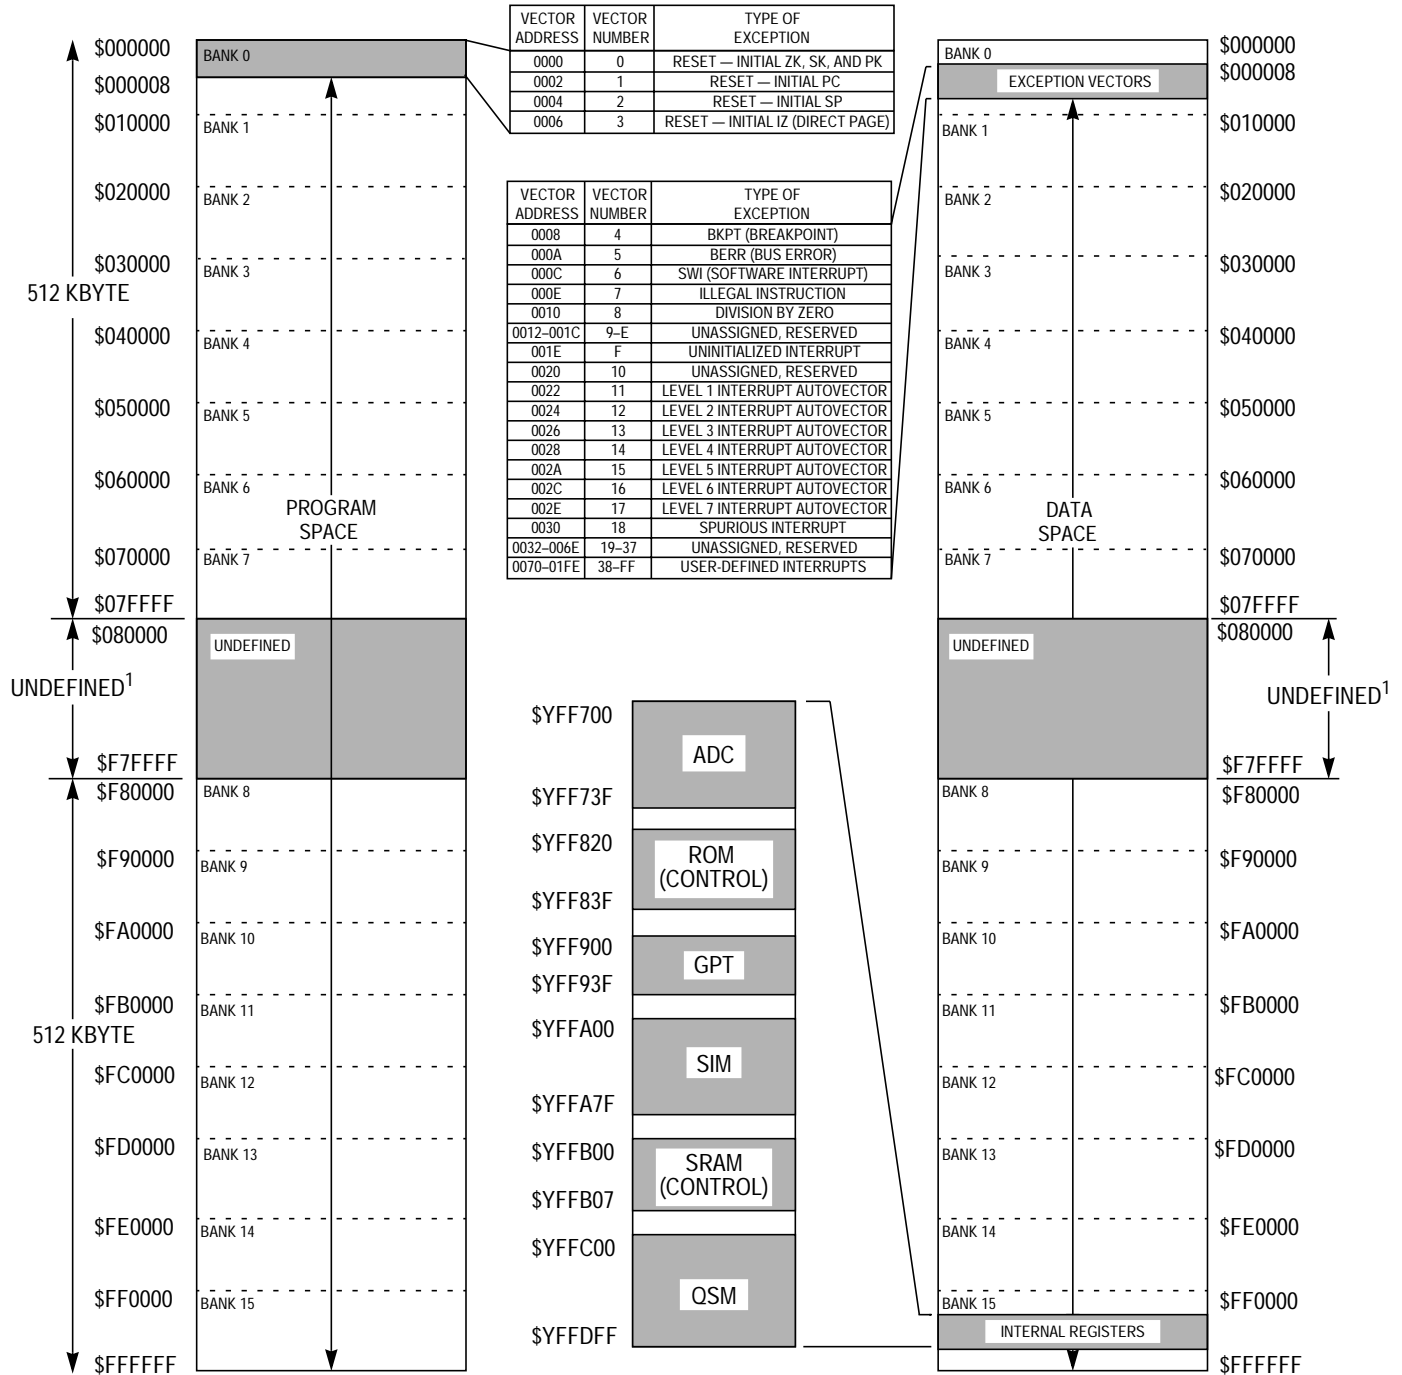 $000000
$000008
$010000
$020000
$030000
512 KBYTE
$040000
$050000
$060000
$070000
$07FFFF
$080000
UNDEFINED1
$F7FFFF
$F80000
$F90000
$FA0000
$FB0000
512 KBYTE
$FC0000
$FD0000
$FE0000
$FF0000
$FFFFFF
BANK 0
BANK 1
BANK 2
BANK 3
BANK 4
BANK 5
BANK 6
PROGRAM
SPACE
BANK 7
UNDEFINED
BANK 8
BANK 9
BANK 10
BANK 11
BANK 12
BANK 13
BANK 14
BANK 15
VECTOR ADDRESS VECTOR NUMBER TYPE OF EXCEPTION
0000 0 RESET — INITIAL ZK, SK, AND PK
0002 1 RESET — INITIAL PC
0004 2 RESET — INITIAL SP
0006 3 RESET — INITIAL IZ (DIRECT PAGE)
VECTOR ADDRESS VECTOR NUMBER TYPE OF EXCEPTION
0008 4 BKPT (BREAKPOINT)
000A 5 BERR (BUS ERROR)
000C 6 SWI (SOFTWARE INTERRUPT)
000E 7 ILLEGAL INSTRUCTION
0010 8 DIVISION BY ZERO
0012–001C 9–E UNASSIGNED, RESERVED
001E F UNINITIALIZED INTERRUPT
0020 10 UNASSIGNED, RESERVED
0022 11 LEVEL 1 INTERRUPT AUTOVECTOR
0024 12 LEVEL 2 INTERRUPT AUTOVECTOR
0026 13 LEVEL 3 INTERRUPT AUTOVECTOR
0028 14 LEVEL 4 INTERRUPT AUTOVECTOR
002A 15 LEVEL 5 INTERRUPT AUTOVECTOR
002C 16 LEVEL 6 INTERRUPT AUTOVECTOR
002E 17 LEVEL 7 INTERRUPT AUTOVECTOR
0030 18 SPURIOUS INTERRUPT
0032–006E 19–37 UNASSIGNED, RESERVED
0070–01FE 38–FF USER-DEFINED INTERRUPTS
$YFF700
ADC
$YFF73F
$YFF820
ROM
(CONTROL)
$YFF83F
$YFF900
GPT
$YFF93F
$YFFA00
SIM
$YFFA7F
$YFFB00
SRAM
(CONTROL)
$YFFB07
$YFFC00
QSM
$YFFDFF
BANK 0
EXCEPTION VECTORS
BANK 1
BANK 2
BANK 3
BANK 4
BANK 5
BANK 6
DATA
SPACE
BANK 7
UNDEFINED
BANK 8
BANK 9
BANK 10
BANK 11
BANK 12
BANK 13
BANK 14
BANK 15
INTERNAL REGISTERS
$000000
$000008
$010000
$020000
$030000
$040000
$050000
$060000
$070000
$07FFFF
$080000
UNDEFINED1
$F7FFFF
$F80000
$F90000
$FA0000
$FB0000
$FC0000
$FD0000
$FE0000
$FF0000
$FFFFFF